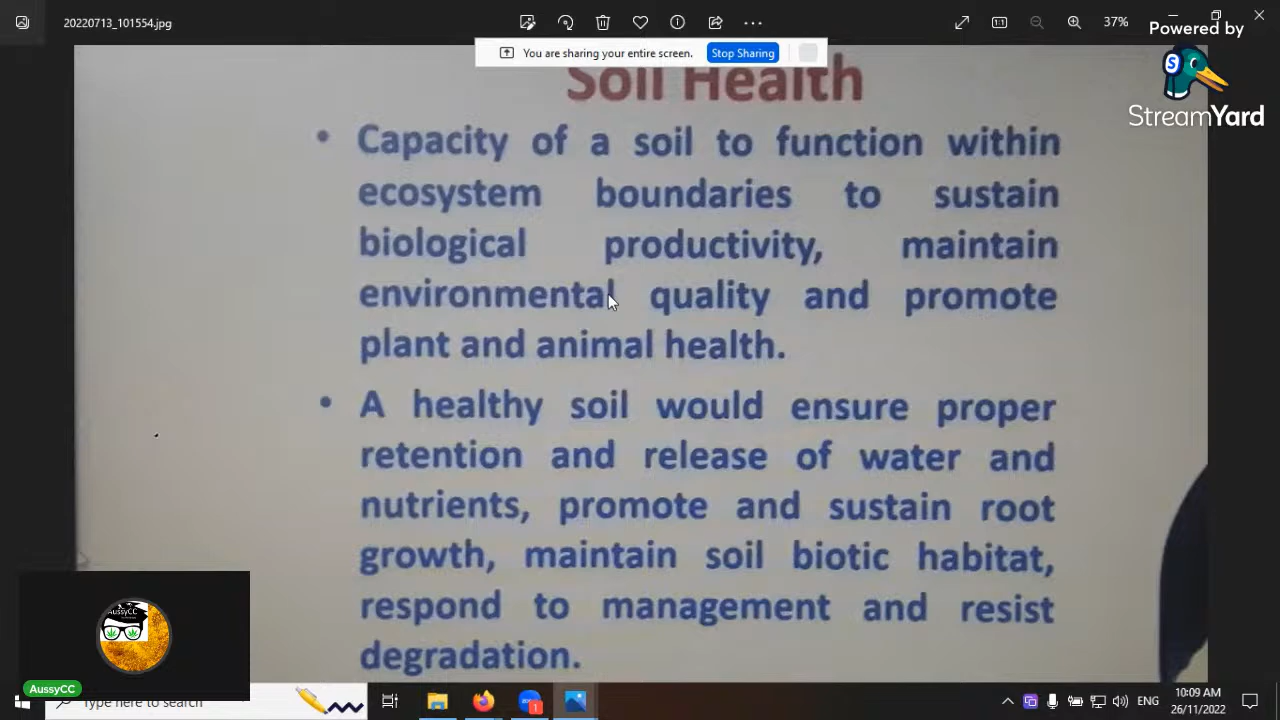 20220713_101554.jpg
37%
Powered by
StreamYard
You are sharing your entire screen. Stop Sharing
Soil Health
• Capacity of a soil to function within
ecosystem boundaries to sustain
biological productivity, maintain
environmental quality and promote
plant and animal health.
• A healthy soil would ensure proper
retention and release of water and
nutrients, promote and sustain root
growth, maintain soil biotic habitat,
respond to management and resist
degradation.
AussyCC
AussyCC
Type here to search
1
ENG
10:09 AM
26/11/2022